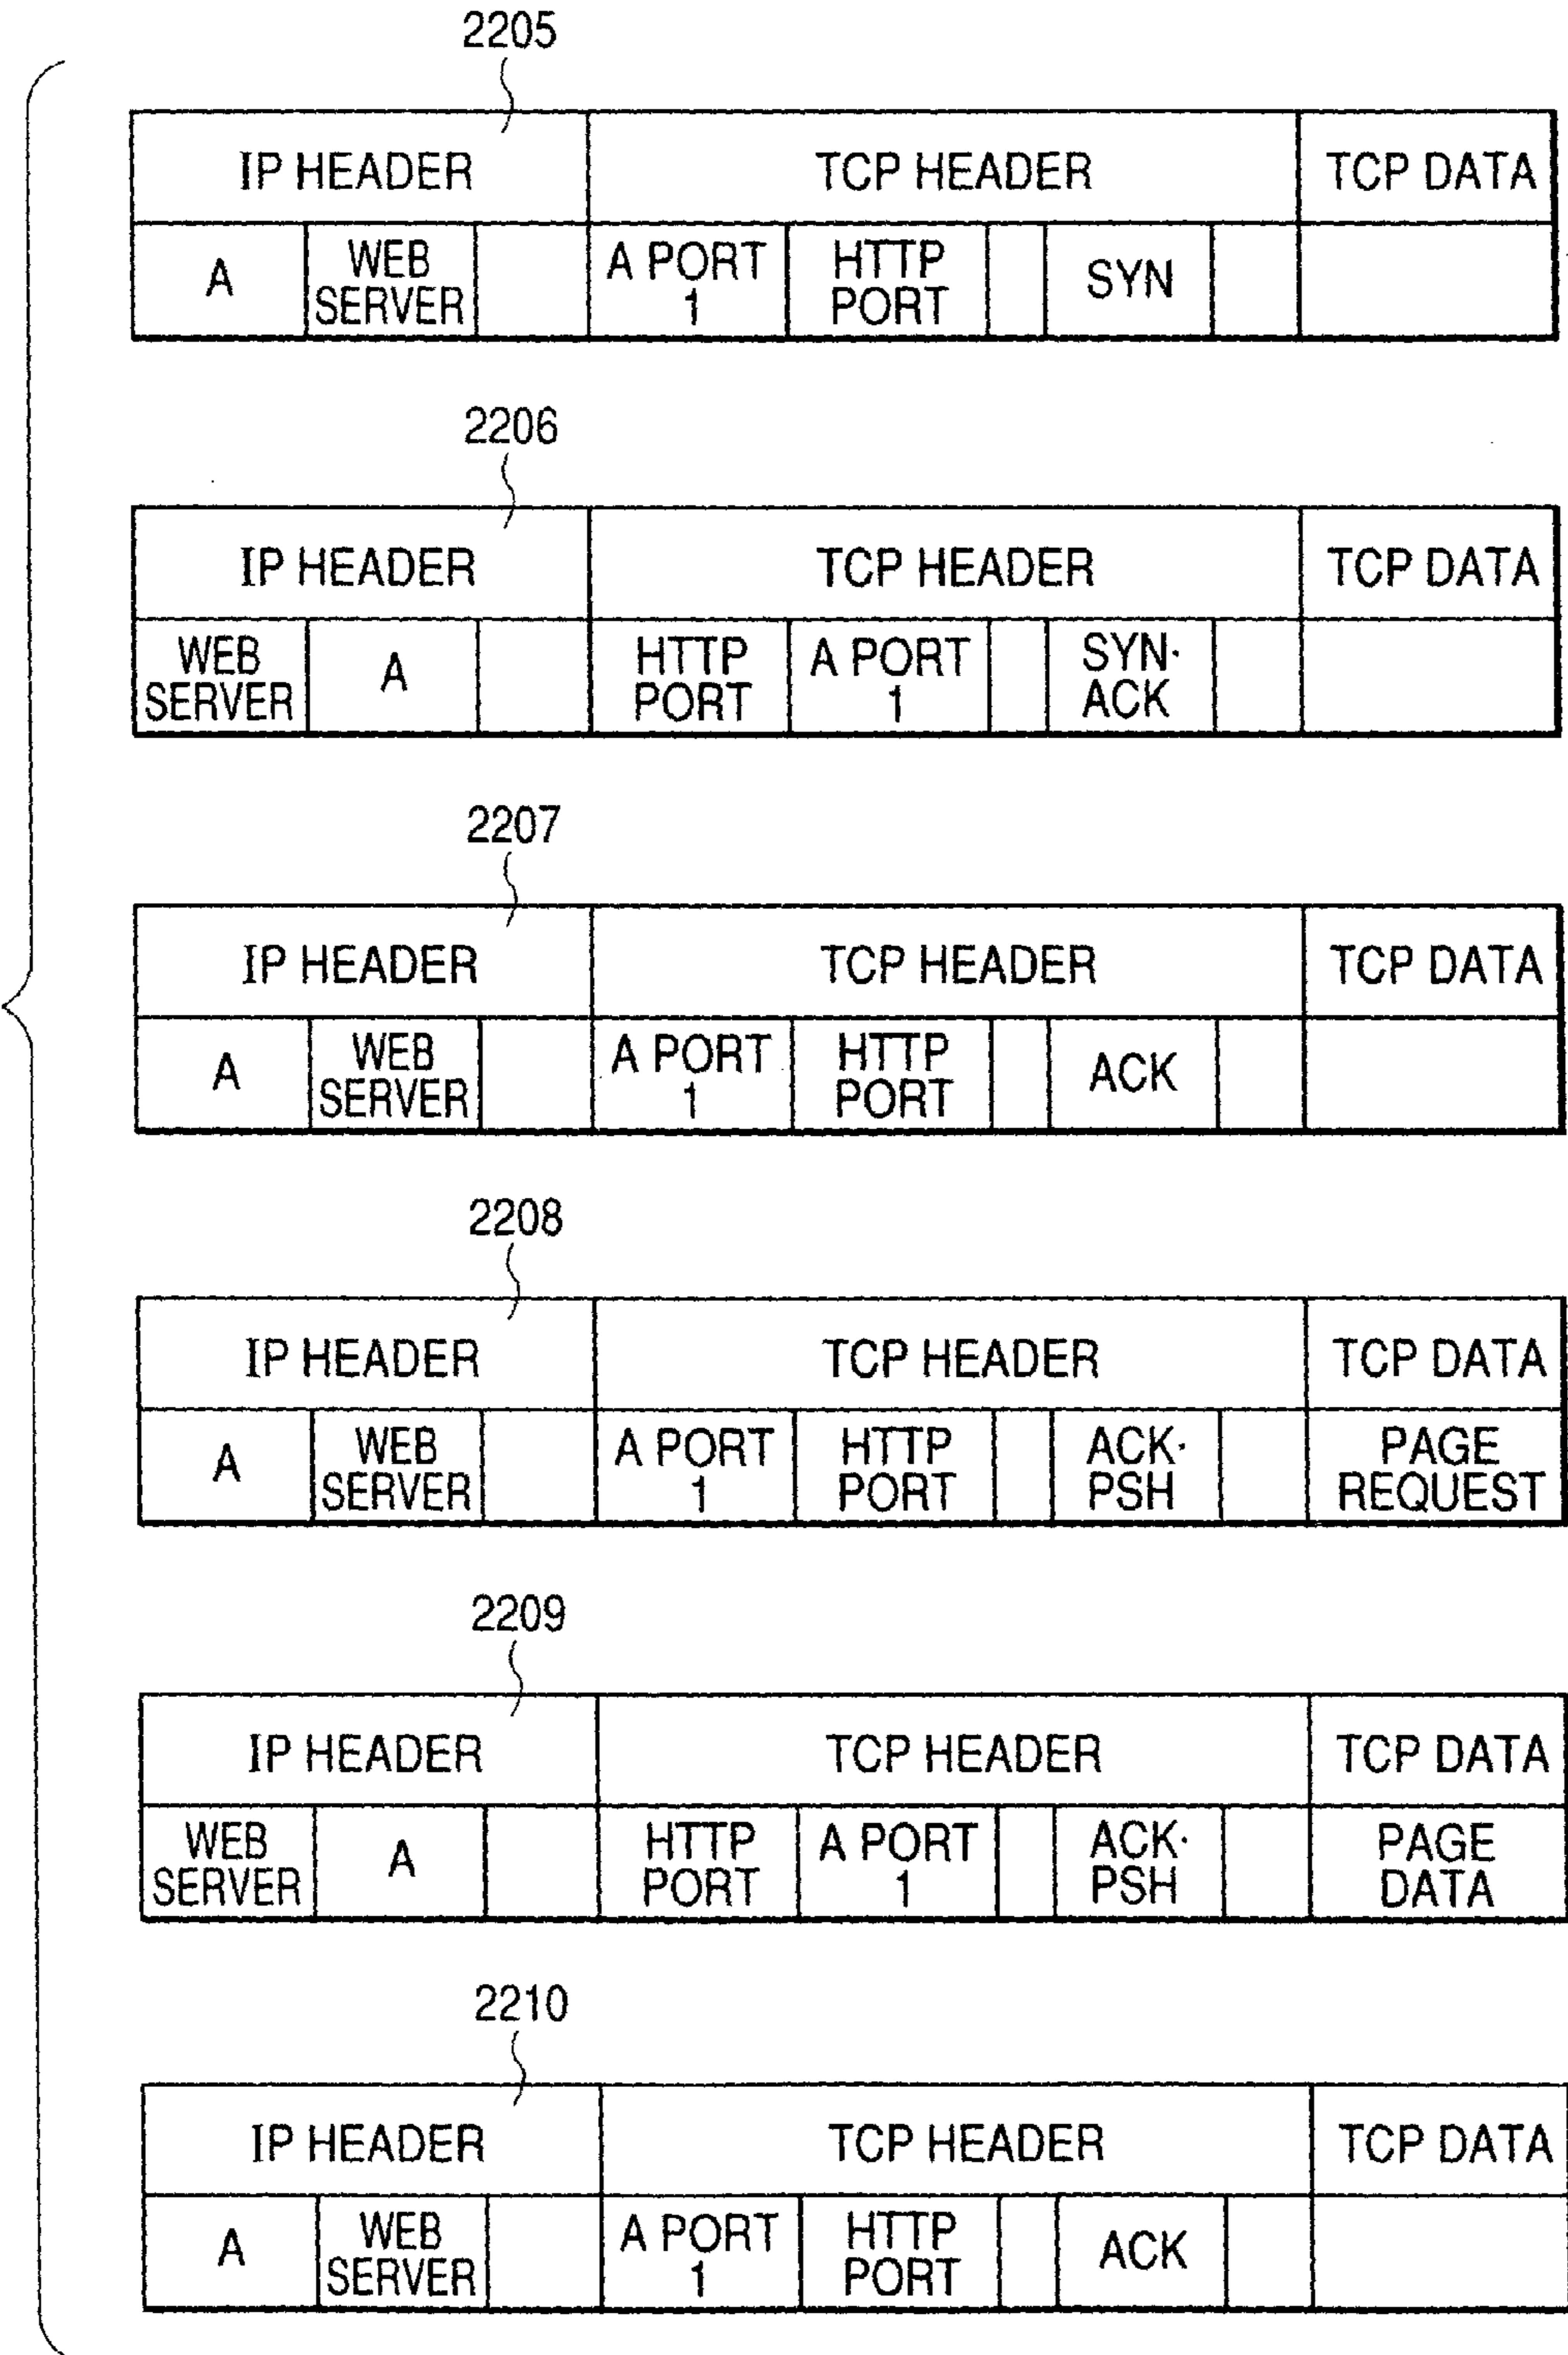 2205
IP HEADER TCP HEADER TCP DATA
A WEB SERVER A PORT 1 HTTP PORT SYN
2206
IP HEADER TCP HEADER TCP DATA
WEB SERVER A HTTP PORT A PORT 1 SYN· ACK
2207
IP HEADER TCP HEADER TCP DATA
A WEB SERVER A PORT 1 HTTP PORT ACK
2208
IP HEADER TCP HEADER TCP DATA
A WEB SERVER A PORT 1 HTTP PORT ACK· PSH PAGE REQUEST
2209
IP HEADER TCP HEADER TCP DATA
WEB SERVER A HTTP PORT A PORT 1 ACK· PSH PAGE DATA
2210
IP HEADER TCP HEADER TCP DATA
A WEB SERVER A PORT 1 HTTP PORT ACK